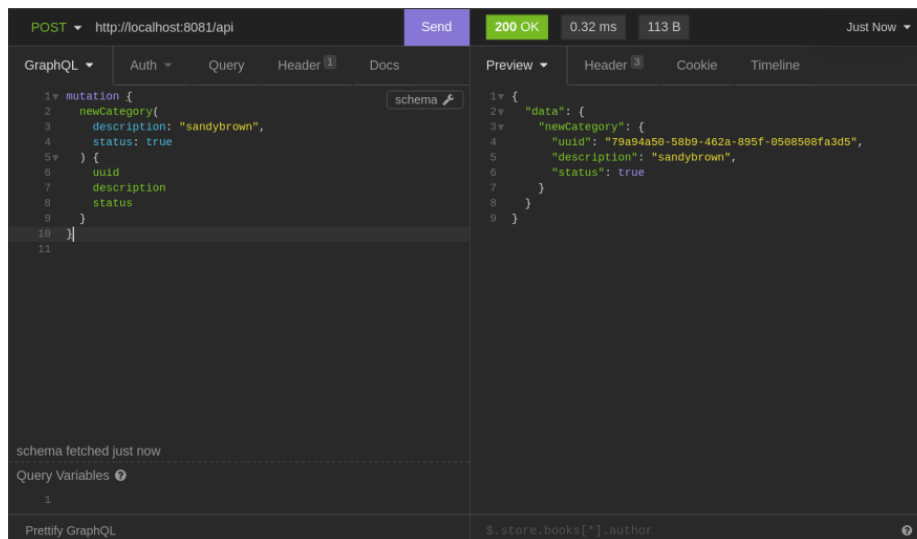 POST http://localhost:8081/api Send
200 OK 0.32 ms 113 B Just Now
GraphQL Auth Query Header 1 Docs
Preview Header 3 Cookie Timeline
schema
1 mutation {
2 newCategory(
3 description: "sandybrown",
4 status: true
5 ) {
6 uuid
7 description
8 status
9 }
10 }
11
schema fetched just now
Query Variables ?
1
Prettify GraphQL
1 {
2 "data": {
3 "newCategory": {
4 "uuid": "79a94a50-58b9-462a-895f-0508508fa3d5",
5 "description": "sandybrown",
6 "status": true
7 }
8 }
9 }
$.store.books[*].author ?